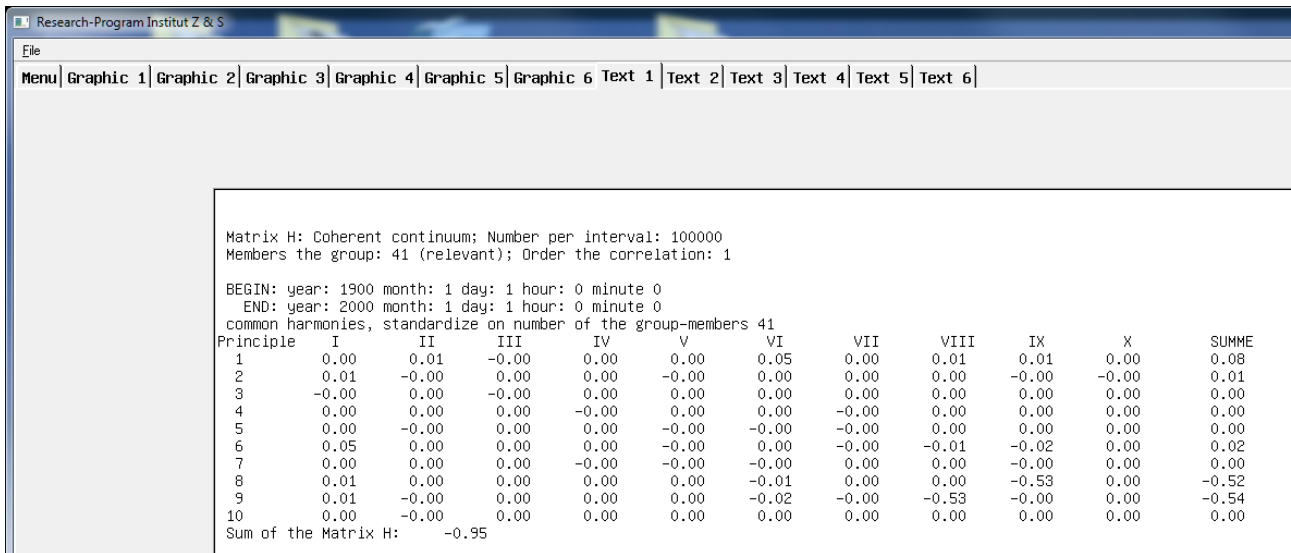 Research-Program Institut Z & S
File
Menu Graphic 1 Graphic 2 Graphic 3 Graphic 4 Graphic 5 Graphic 6 Text 1 Text 2 Text 3 Text 4 Text 5 Text 6
Matrix H: Coherent continuum; Number per interval: 100000
Members the group: 41 (relevant); Order the correlation: 1
BEGIN: year: 1900 month: 1 day: 1 hour: 0 minute 0
END: year: 2000 month: 1 day: 1 hour: 0 minute 0
common harmonies, standardize on number of the group-members 41
Principle I II III IV V VI VII VIII IX X SUMME
1 0.00 0.01 -0.00 0.00 0.00 0.05 0.00 0.01 0.01 0.00 0.08
2 0.01 -0.00 0.00 0.00 -0.00 0.00 0.00 0.00 -0.00 -0.00 0.01
3 -0.00 0.00 -0.00 0.00 0.00 0.00 0.00 0.00 0.00 0.00 0.00
4 0.00 0.00 0.00 -0.00 0.00 0.00 -0.00 0.00 0.00 0.00 0.00
5 0.00 -0.00 0.00 0.00 -0.00 -0.00 -0.00 0.00 0.00 0.00 0.00
6 0.05 0.00 0.00 0.00 -0.00 0.00 -0.00 -0.01 -0.02 0.00 0.02
7 0.00 0.00 0.00 -0.00 -0.00 -0.00 0.00 0.00 -0.00 0.00 0.00
8 0.01 0.00 0.00 0.00 0.00 -0.01 0.00 0.00 -0.53 0.00 -0.52
9 0.01 -0.00 0.00 0.00 0.00 -0.02 -0.00 -0.53 -0.00 0.00 -0.54
10 0.00 -0.00 0.00 0.00 0.00 0.00 0.00 0.00 0.00 0.00 0.00
Sum of the Matrix H: -0.95